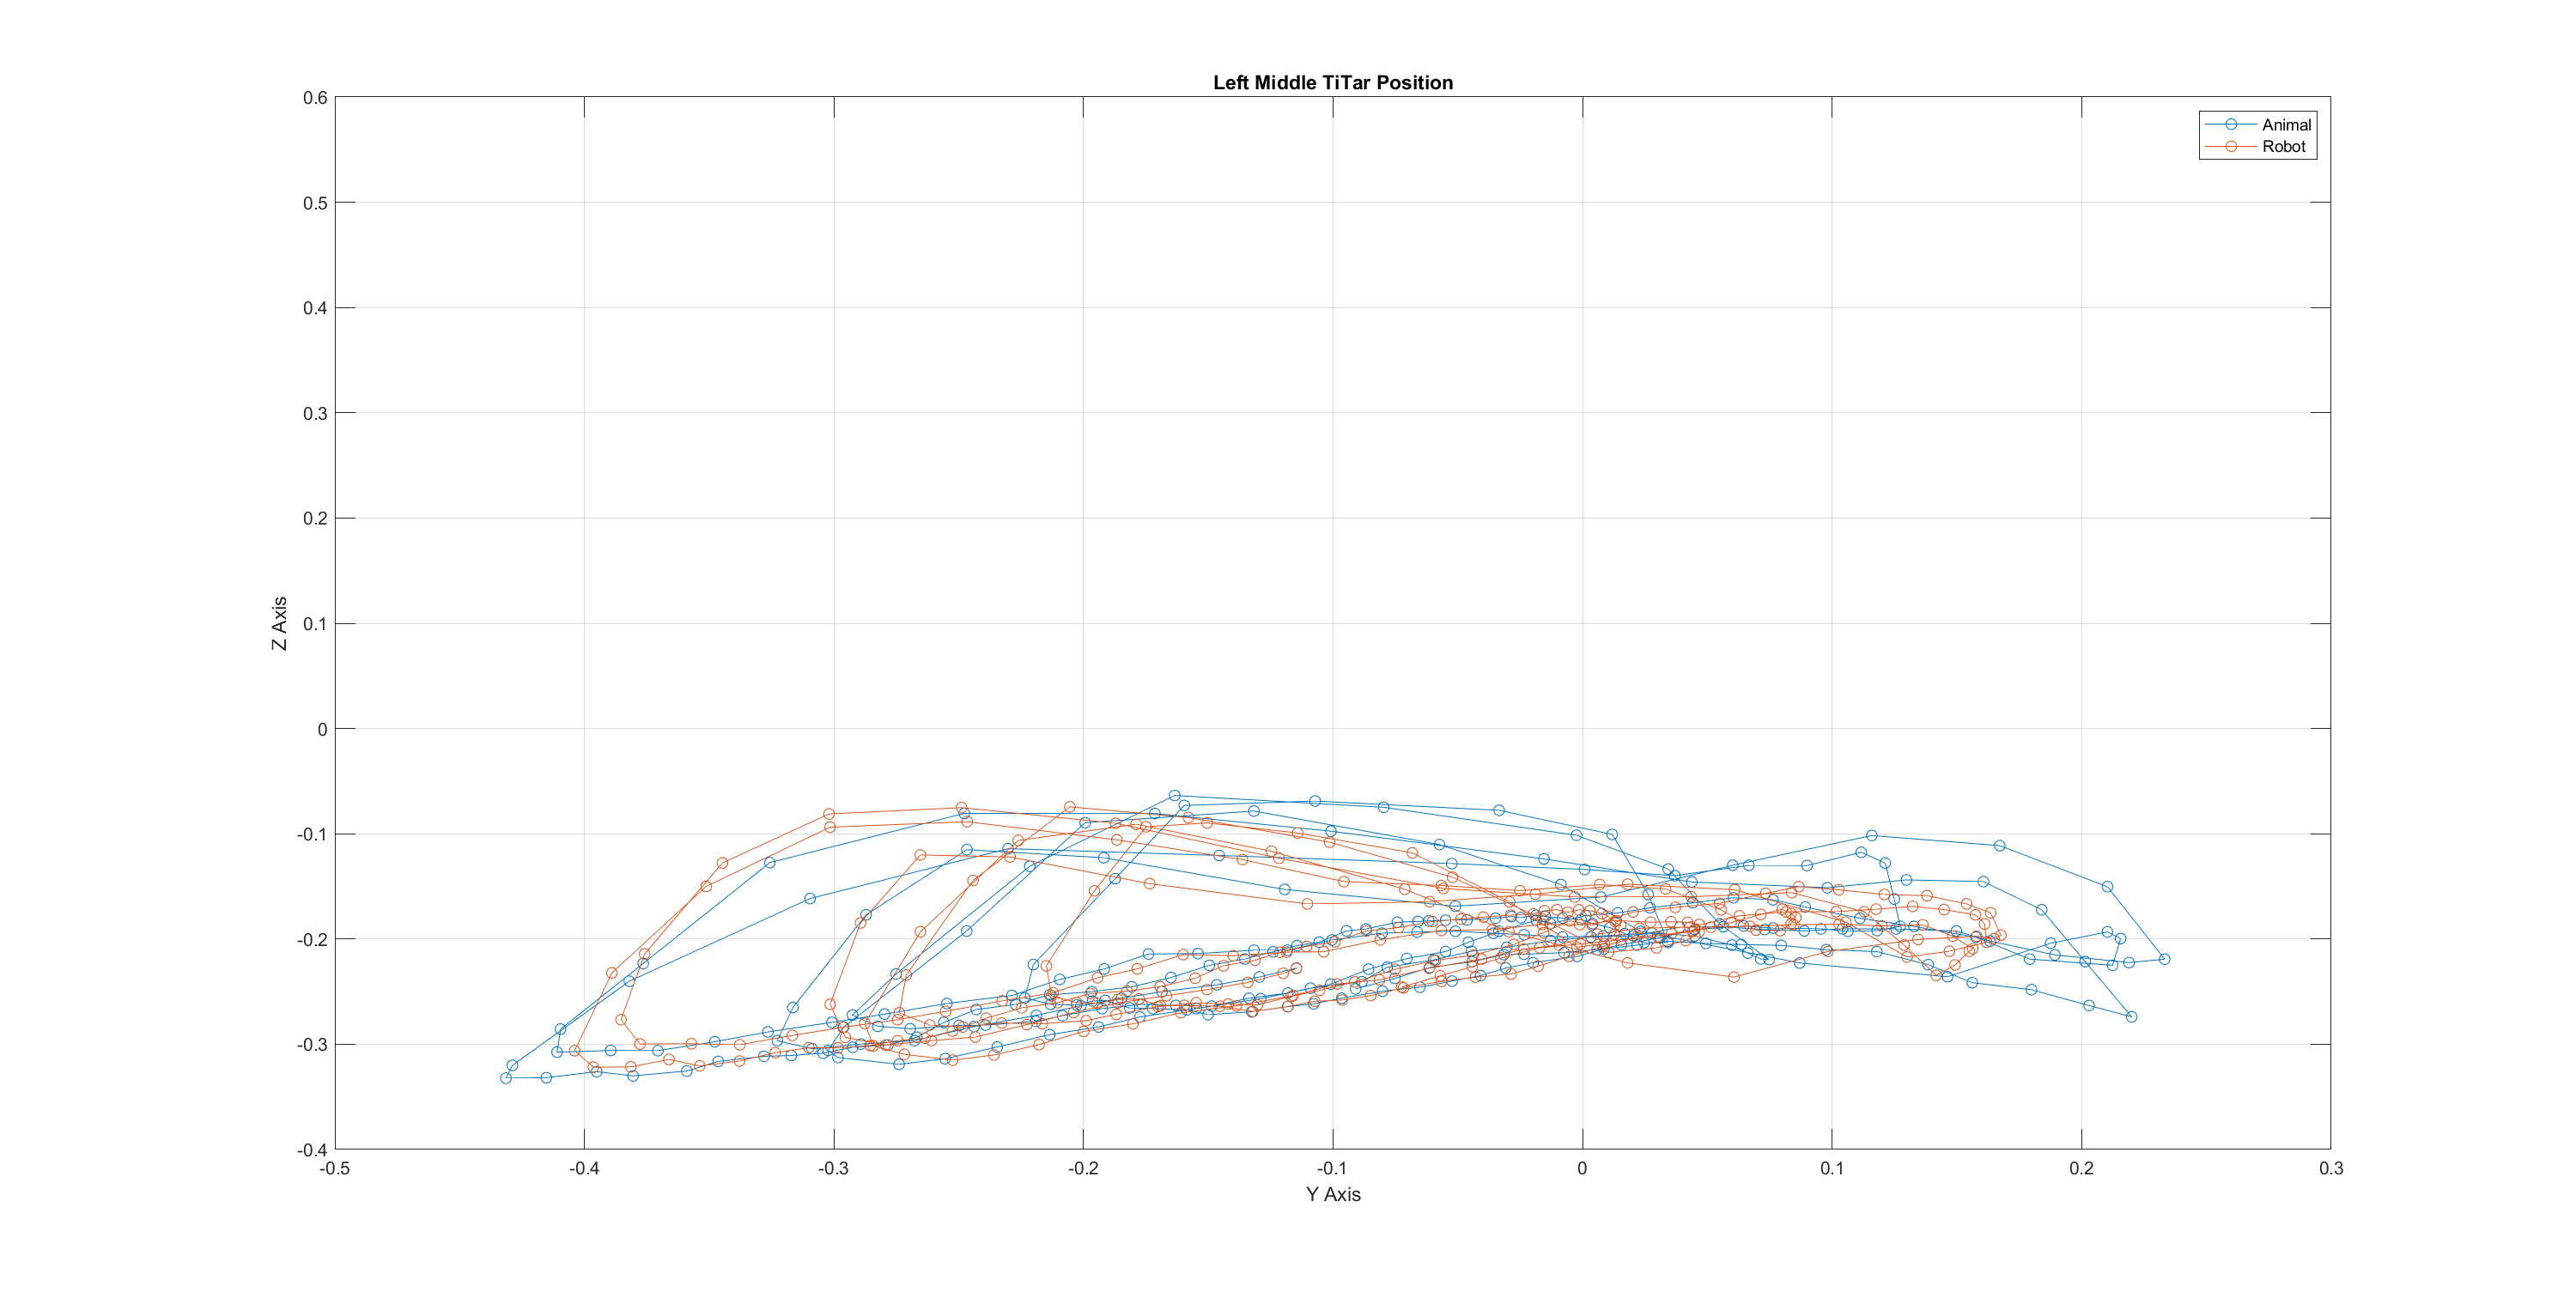 Left Middle TiTar Position
Animal
Robot
0.6
0.5
0.4
0.3
0.2
0.1
0
-0.1
-0.2
-0.3
-0.4
Z Axis
-0.5 -0.4 -0.3 -0.2 -0.1 0 0.1 0.2 0.3
Y Axis